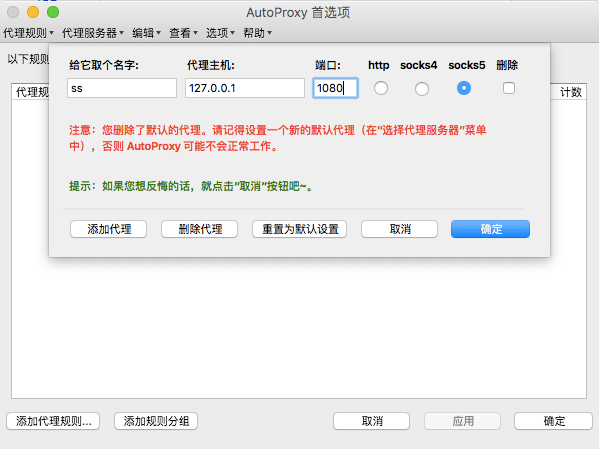 AutoProxy 首选项
代理规则▾ 代理服务器▾ 编辑▾ 查看▾ 选项▾ 帮助▾
给它取个名字: 代理主机: 端口: http socks4 socks5 删除
以下规则
ss 127.0.0.1 1080
代理规 计数
注意：您删除了默认的代理。请记得设置一个新的默认代理（在“选择代理服务器”菜单
中），否则 AutoProxy 可能不会正常工作。
提示：如果您想反悔的话，就点击“取消”按钮吧~。
添加代理 删除代理 重置为默认设置 取消 确定
添加代理规则... 添加规则分组 取消 应用 确定